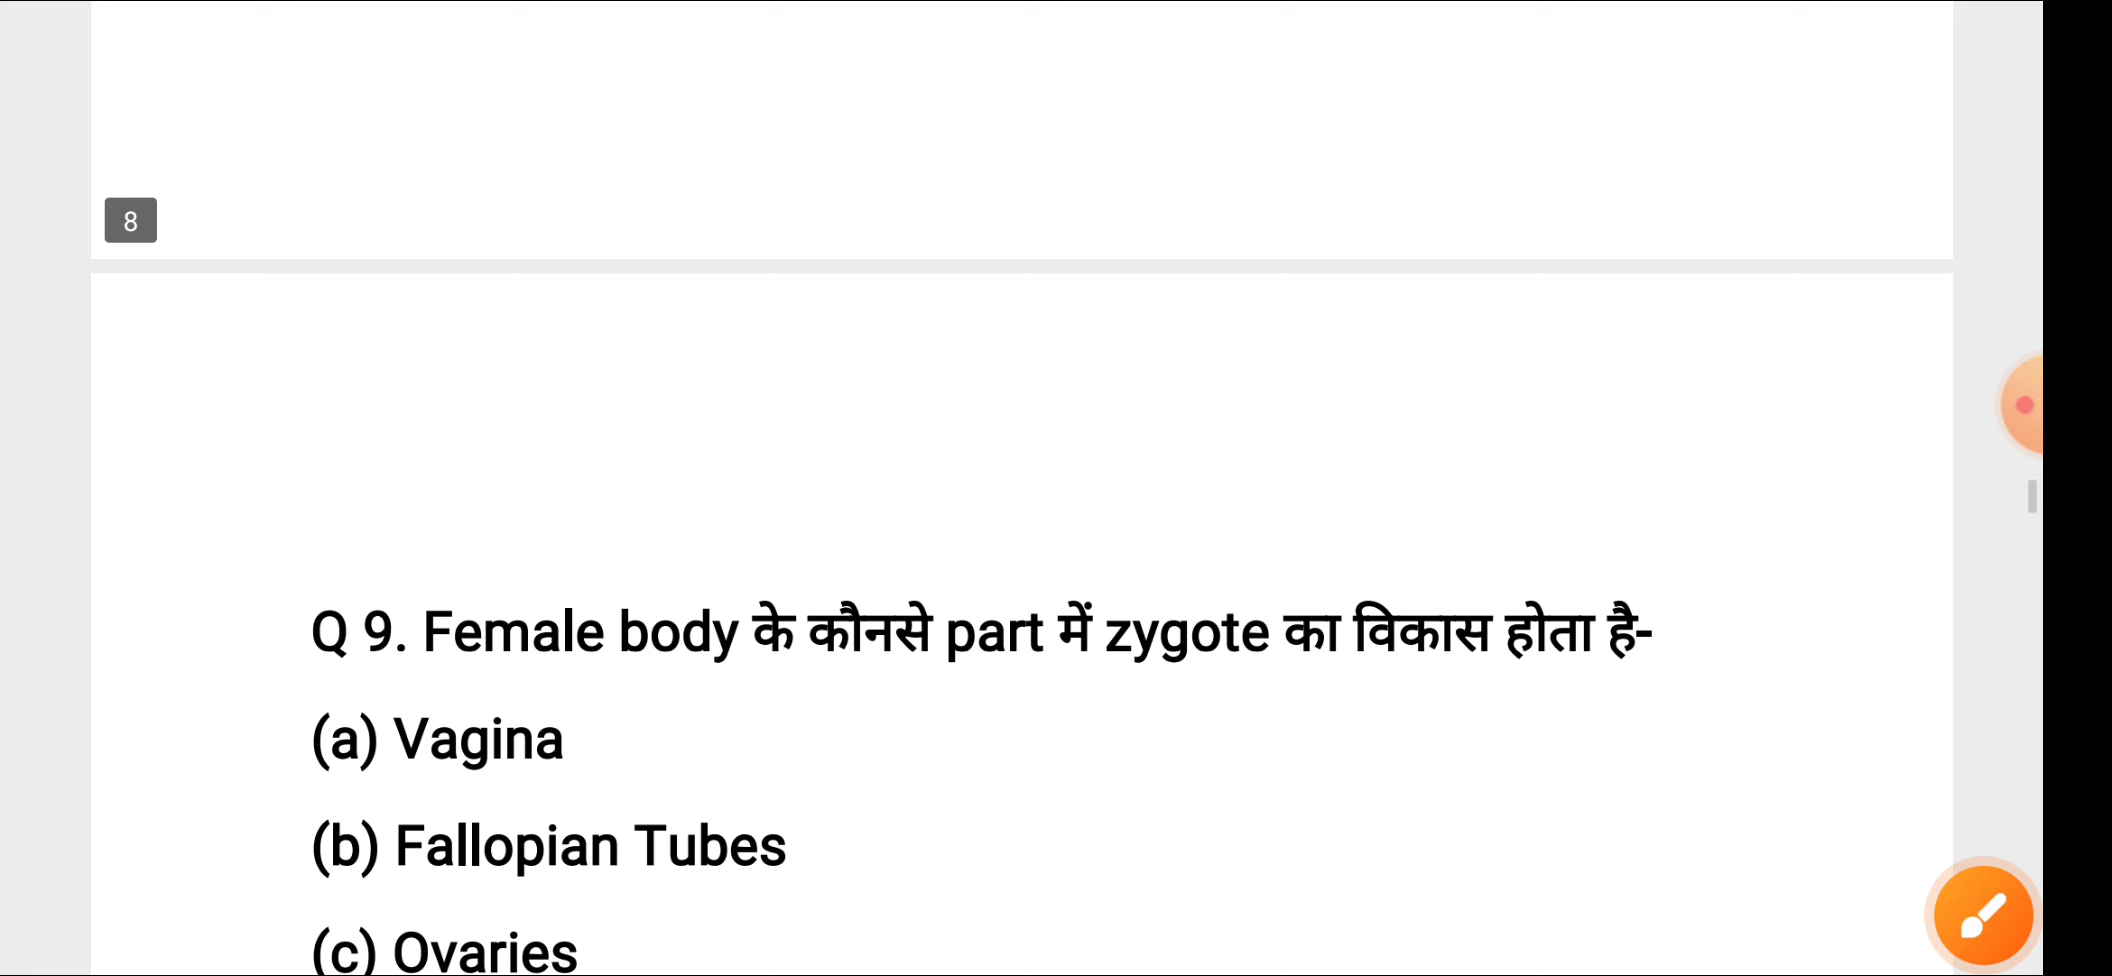 8
Q 9. Female body के कौनसे part में zygote का विकास होता है-
(a) Vagina
(b) Fallopian Tubes
(c) Ovaries